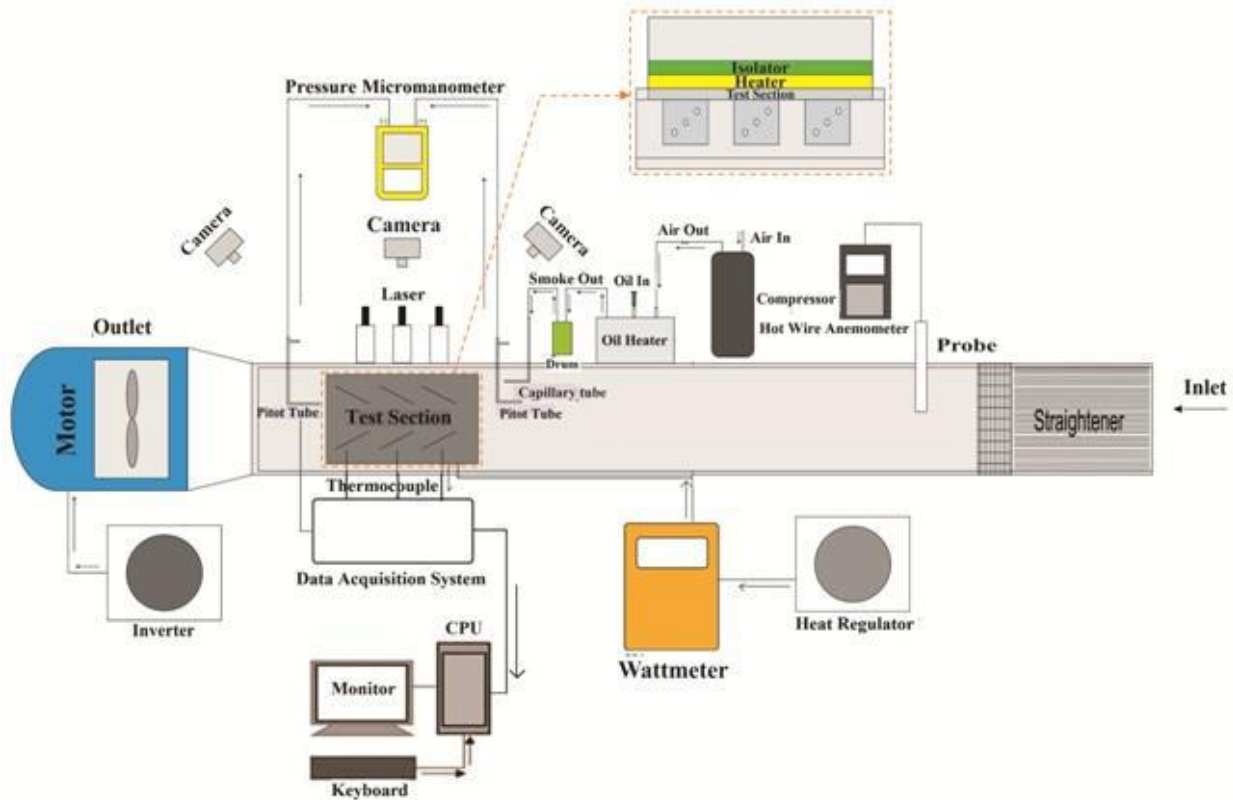 Isolator
Heater
Test Section
Pressure Micromanometer
Camera
Camera
Camera
Air Out
Air In
Smoke Out
Oil In
Laser
Compressor
Hot Wire Anemometer
Outlet
Oil Heater
Drum
Probe
Inlet
Motor
Pitot Tube
Test Section
Capillary tube
Pitot Tube
Straightener
Thermocouple
Data Acquisition System
Inverter
CPU
Heat Regulator
Wattmeter
Monitor
Keyboard